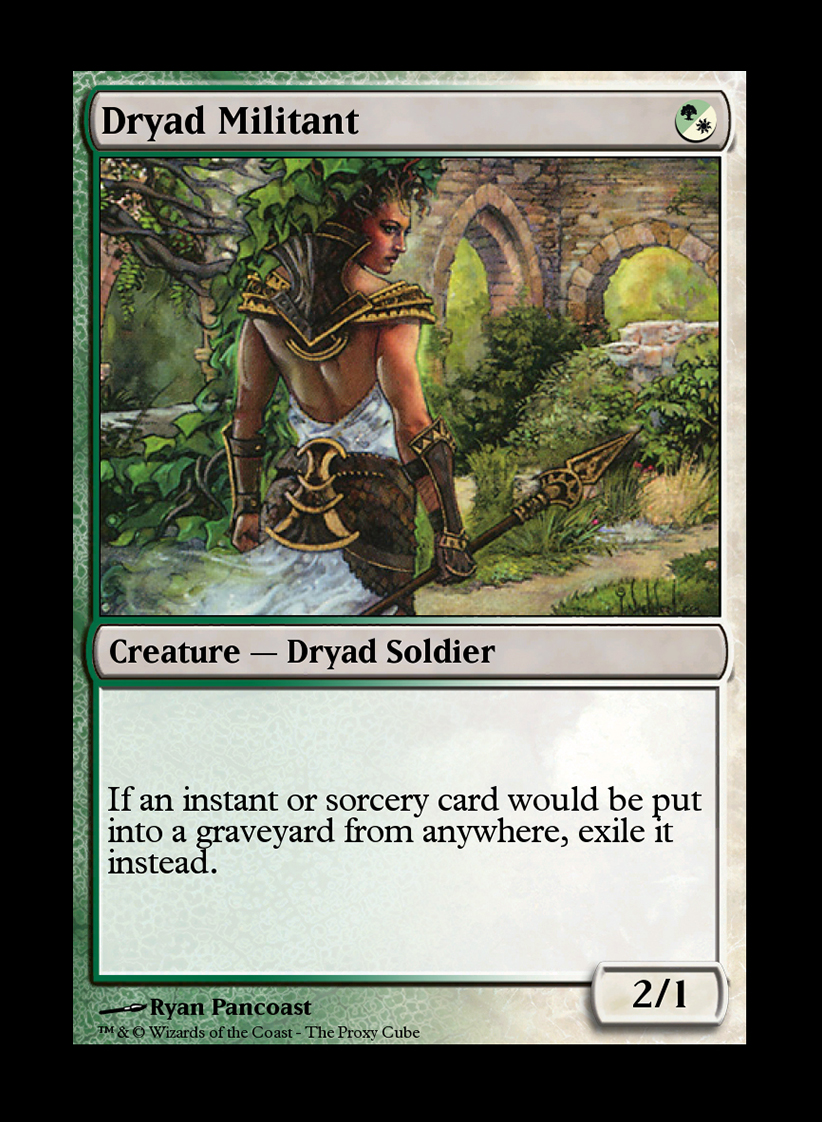 Dryad Militant
Creature — Dryad Soldier
If an instant or sorcery card would be put
into a graveyard from anywhere, exile it
instead.
2/1
Ryan Pancoast
™ & © Wizards of the Coast - The Proxy Cube